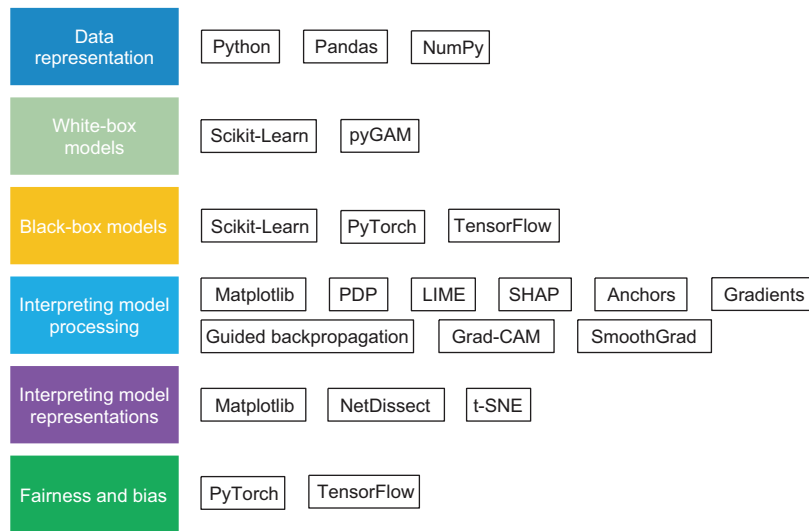 Data
representation
Python Pandas NumPy
White-box
models
Scikit-Learn pyGAM
Black-box models
Scikit-Learn PyTorch TensorFlow
Interpreting model
processing
Matplotlib PDP LIME SHAP Anchors Gradients
Guided backpropagation Grad-CAM SmoothGrad
Interpreting model
representations
Matplotlib NetDissect t-SNE
Fairness and bias
PyTorch TensorFlow